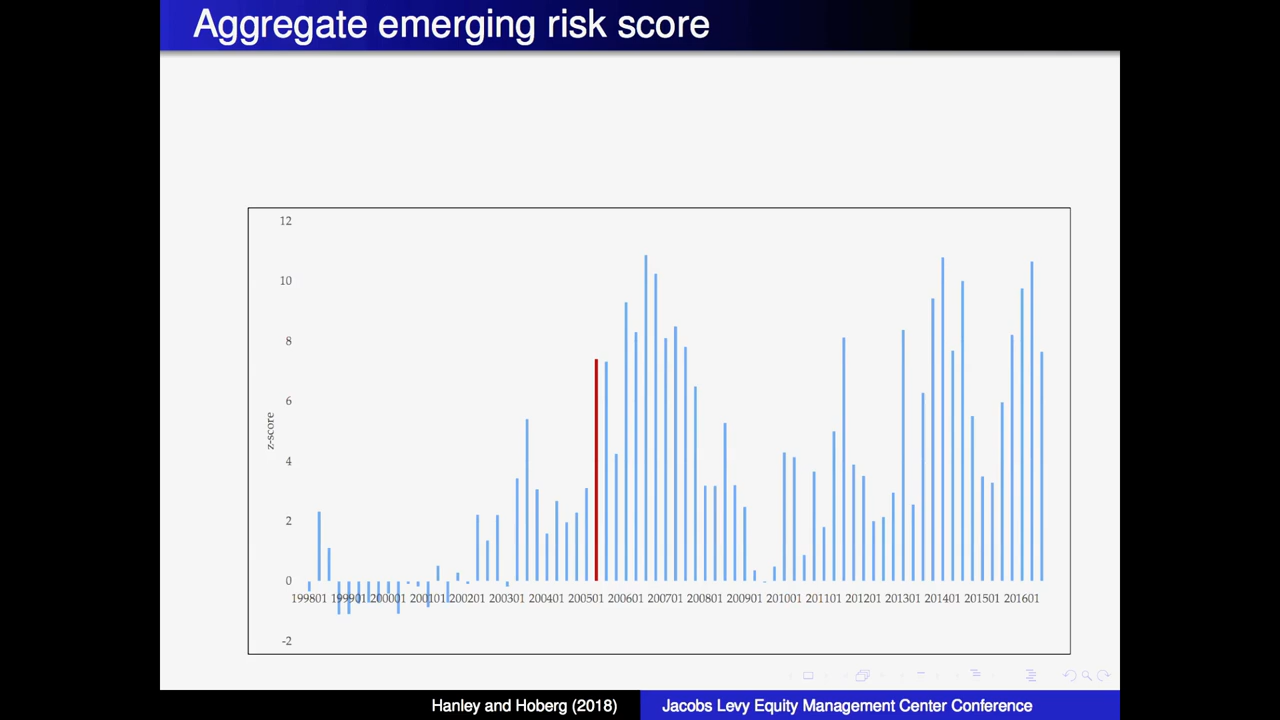 Aggregate emerging risk score
12
10
8
6
4
2
0
-2
z-score
199801 199901 200001 200101 200201 200301 200401 200501 200601 200701 200801 200901 201001 201101 201201 201301 201401 201501 201601
Hanley and Hoberg (2018)
Jacobs Levy Equity Management Center Conference